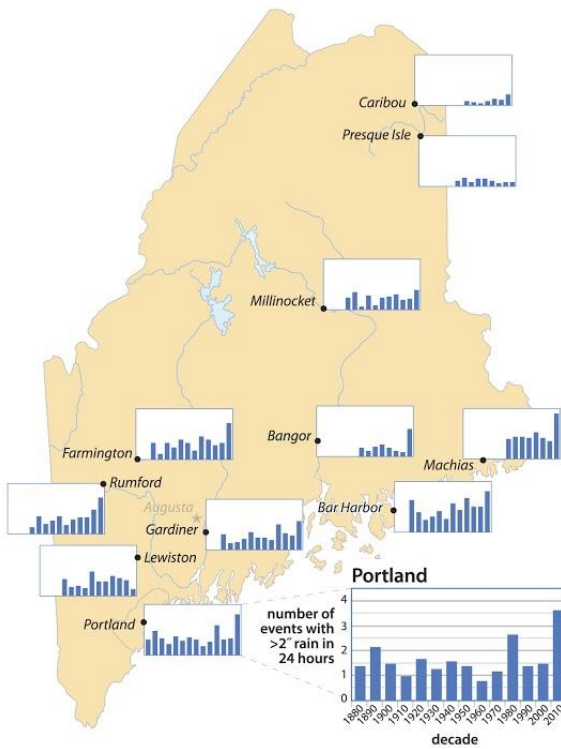 Caribou
Presque Isle
Millinocket
Farmington
Bangor
Machias
Rumford
Augusta
Gardiner
Bar Harbor
Lewiston
Portland
Portland
number of
events with
>2″ rain in
24 hours
4
3
2
1
0
1880
1890
1900
1910
1920
1930
1940
1950
1960
1970
1980
1990
2000
2010
decade